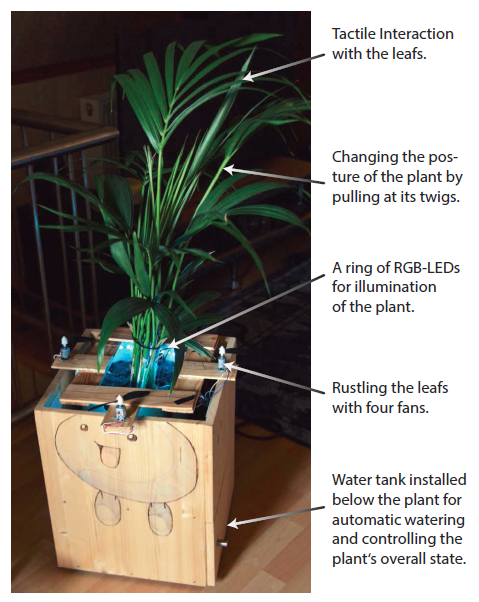 Tactile Interaction
with the leafs.
Changing the pos-
ture of the plant by
pulling at its twigs.
A ring of RGB-LEDs
for illumination
of the plant.
Rustling the leafs
with four fans.
Water tank installed
below the plant for
automatic watering
and controlling the
plant's overall state.